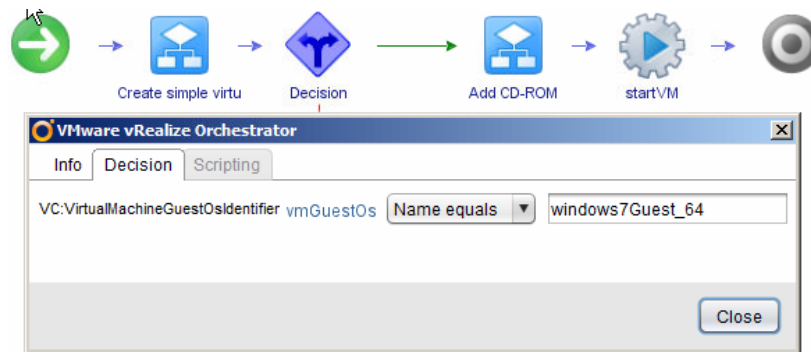 Create simple virtu Decision Add CD-ROM startVM
VMware vRealize Orchestrator
Info Decision Scripting
VC:VirtualMachineGuestOsIdentifier vmGuestOs Name equals windows7Guest_64
Close